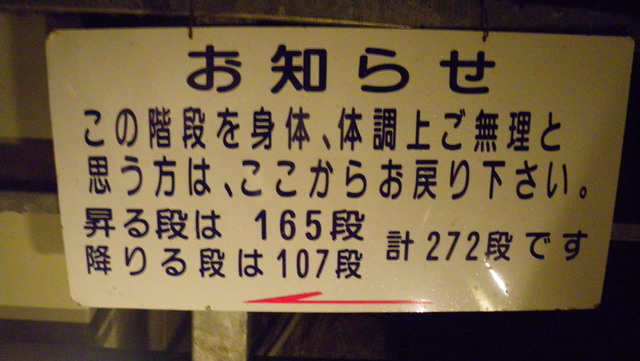 お知らせ
この階段を身体、体調上ご無理と
思う方は、ここからお戻り下さい。
昇る段は 165段
降りる段は107段
計272段です